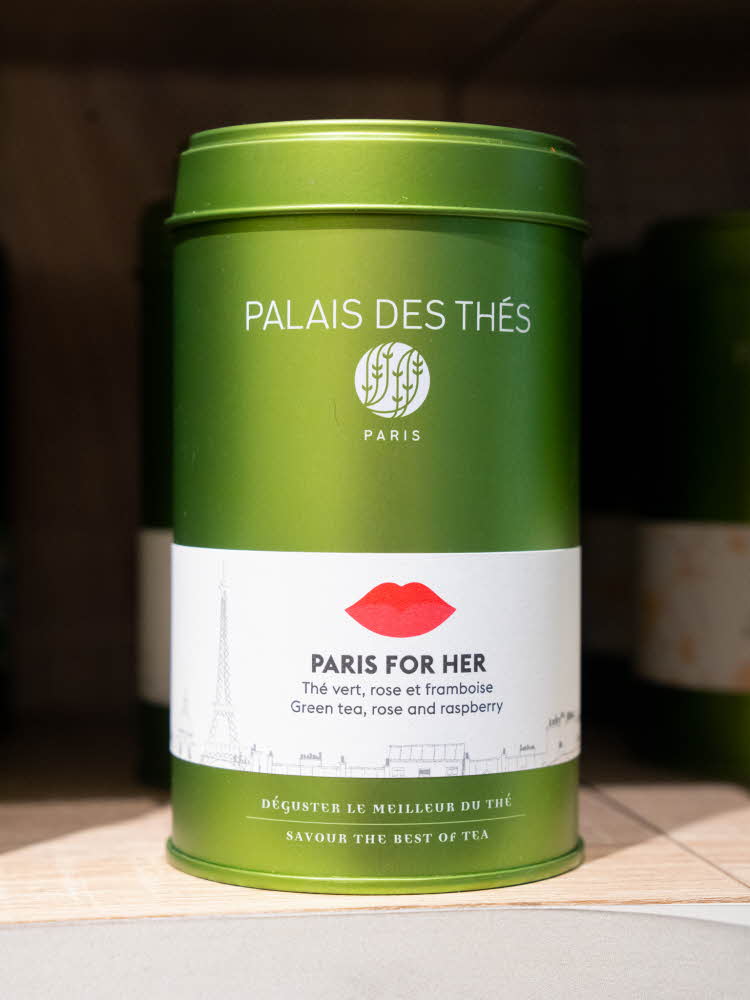 PALAIS DES THÉS
PARIS
PARIS FOR HER
Thé vert, rose et framboise
Green tea, rose and raspberry
DÉGUSTER LE MEILLEUR DU THÉ
SAVOUR THE BEST OF TEA